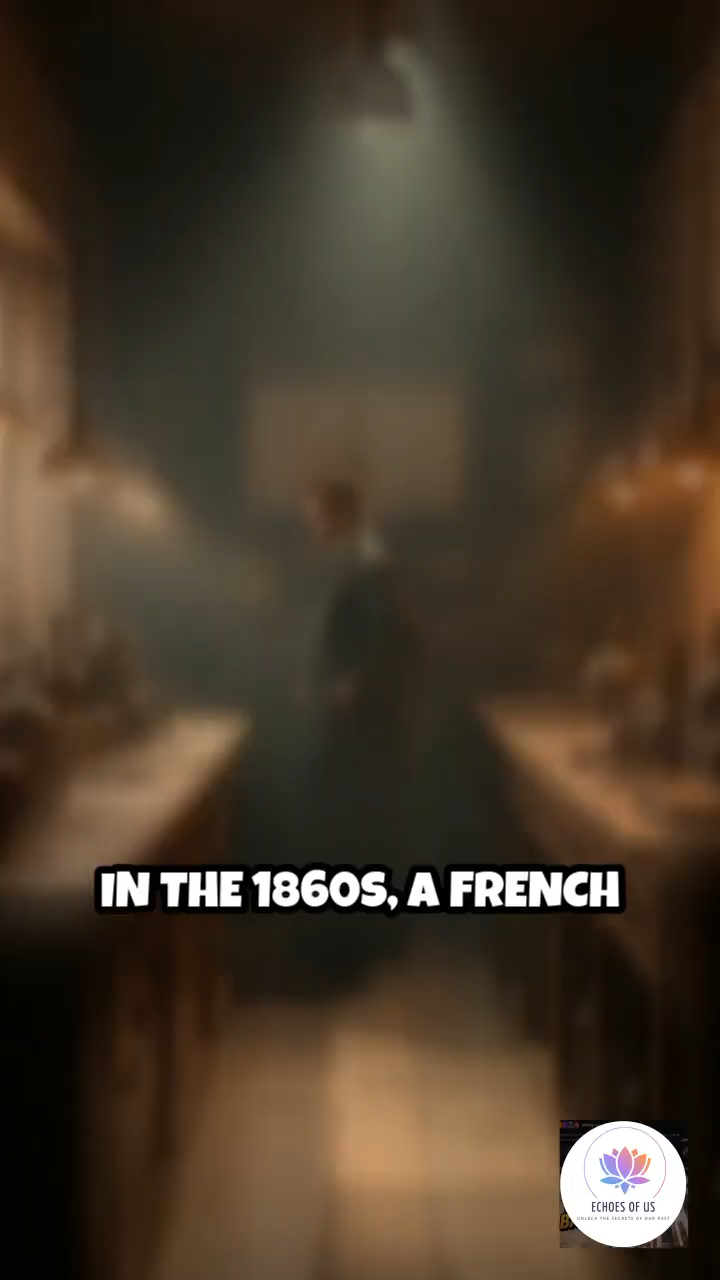 IN THE 1860S, A FRENCH
ECHOES OF US
UNLOCK THE SECRETS OF OUR PAST